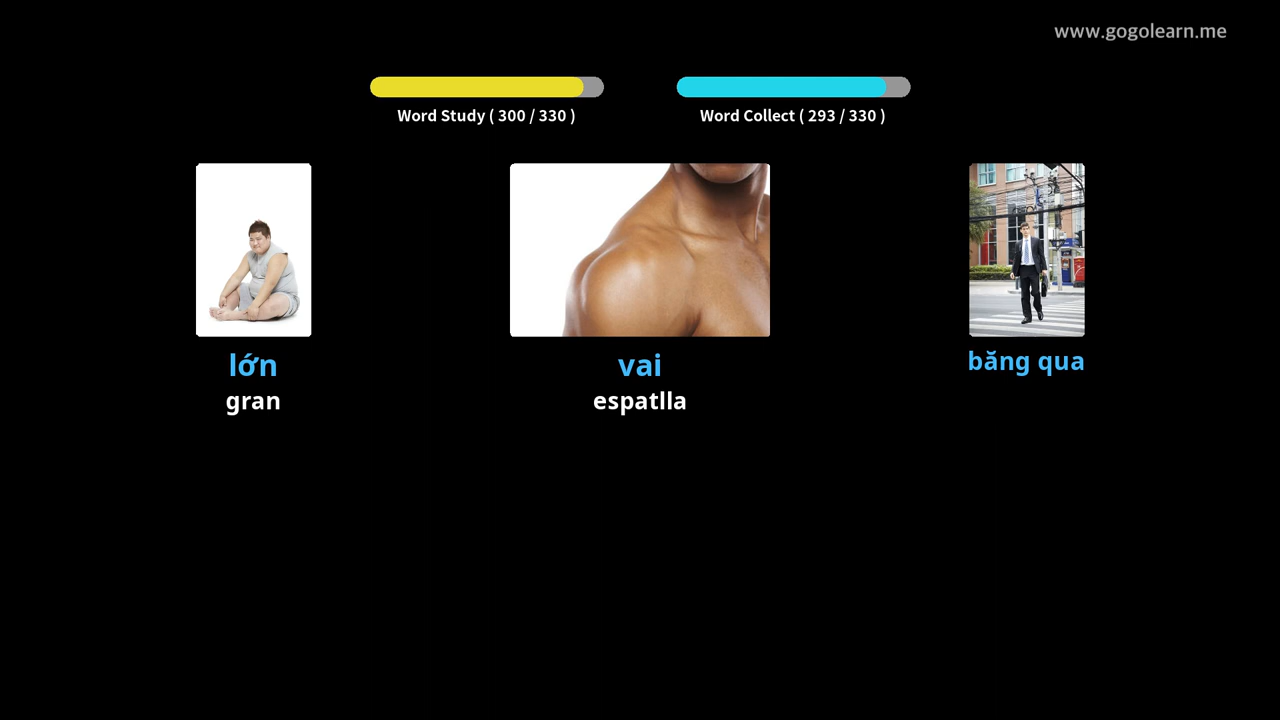 www.gogolearn.me
Word Study ( 300 / 330 )
Word Collect ( 293 / 330 )
lớn
gran
vai
espatlla
băng qua